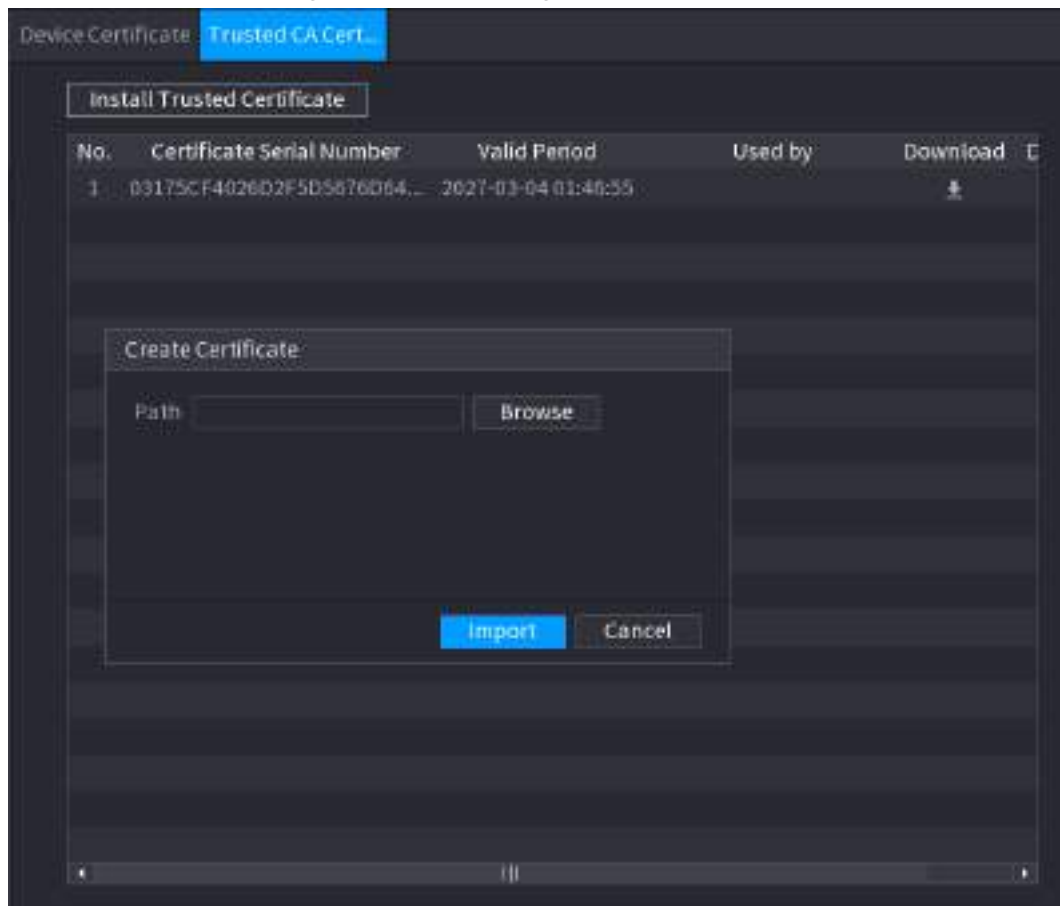 Device Certificate Trusted CA Cert...
Install Trusted Certificate
No. Certificate Serial Number Valid Period Used by Download D
1 03175CF4026D2F5D5676D64... 2027-03-04 01:46:55
Create Certificate
Path Browse
Import Cancel